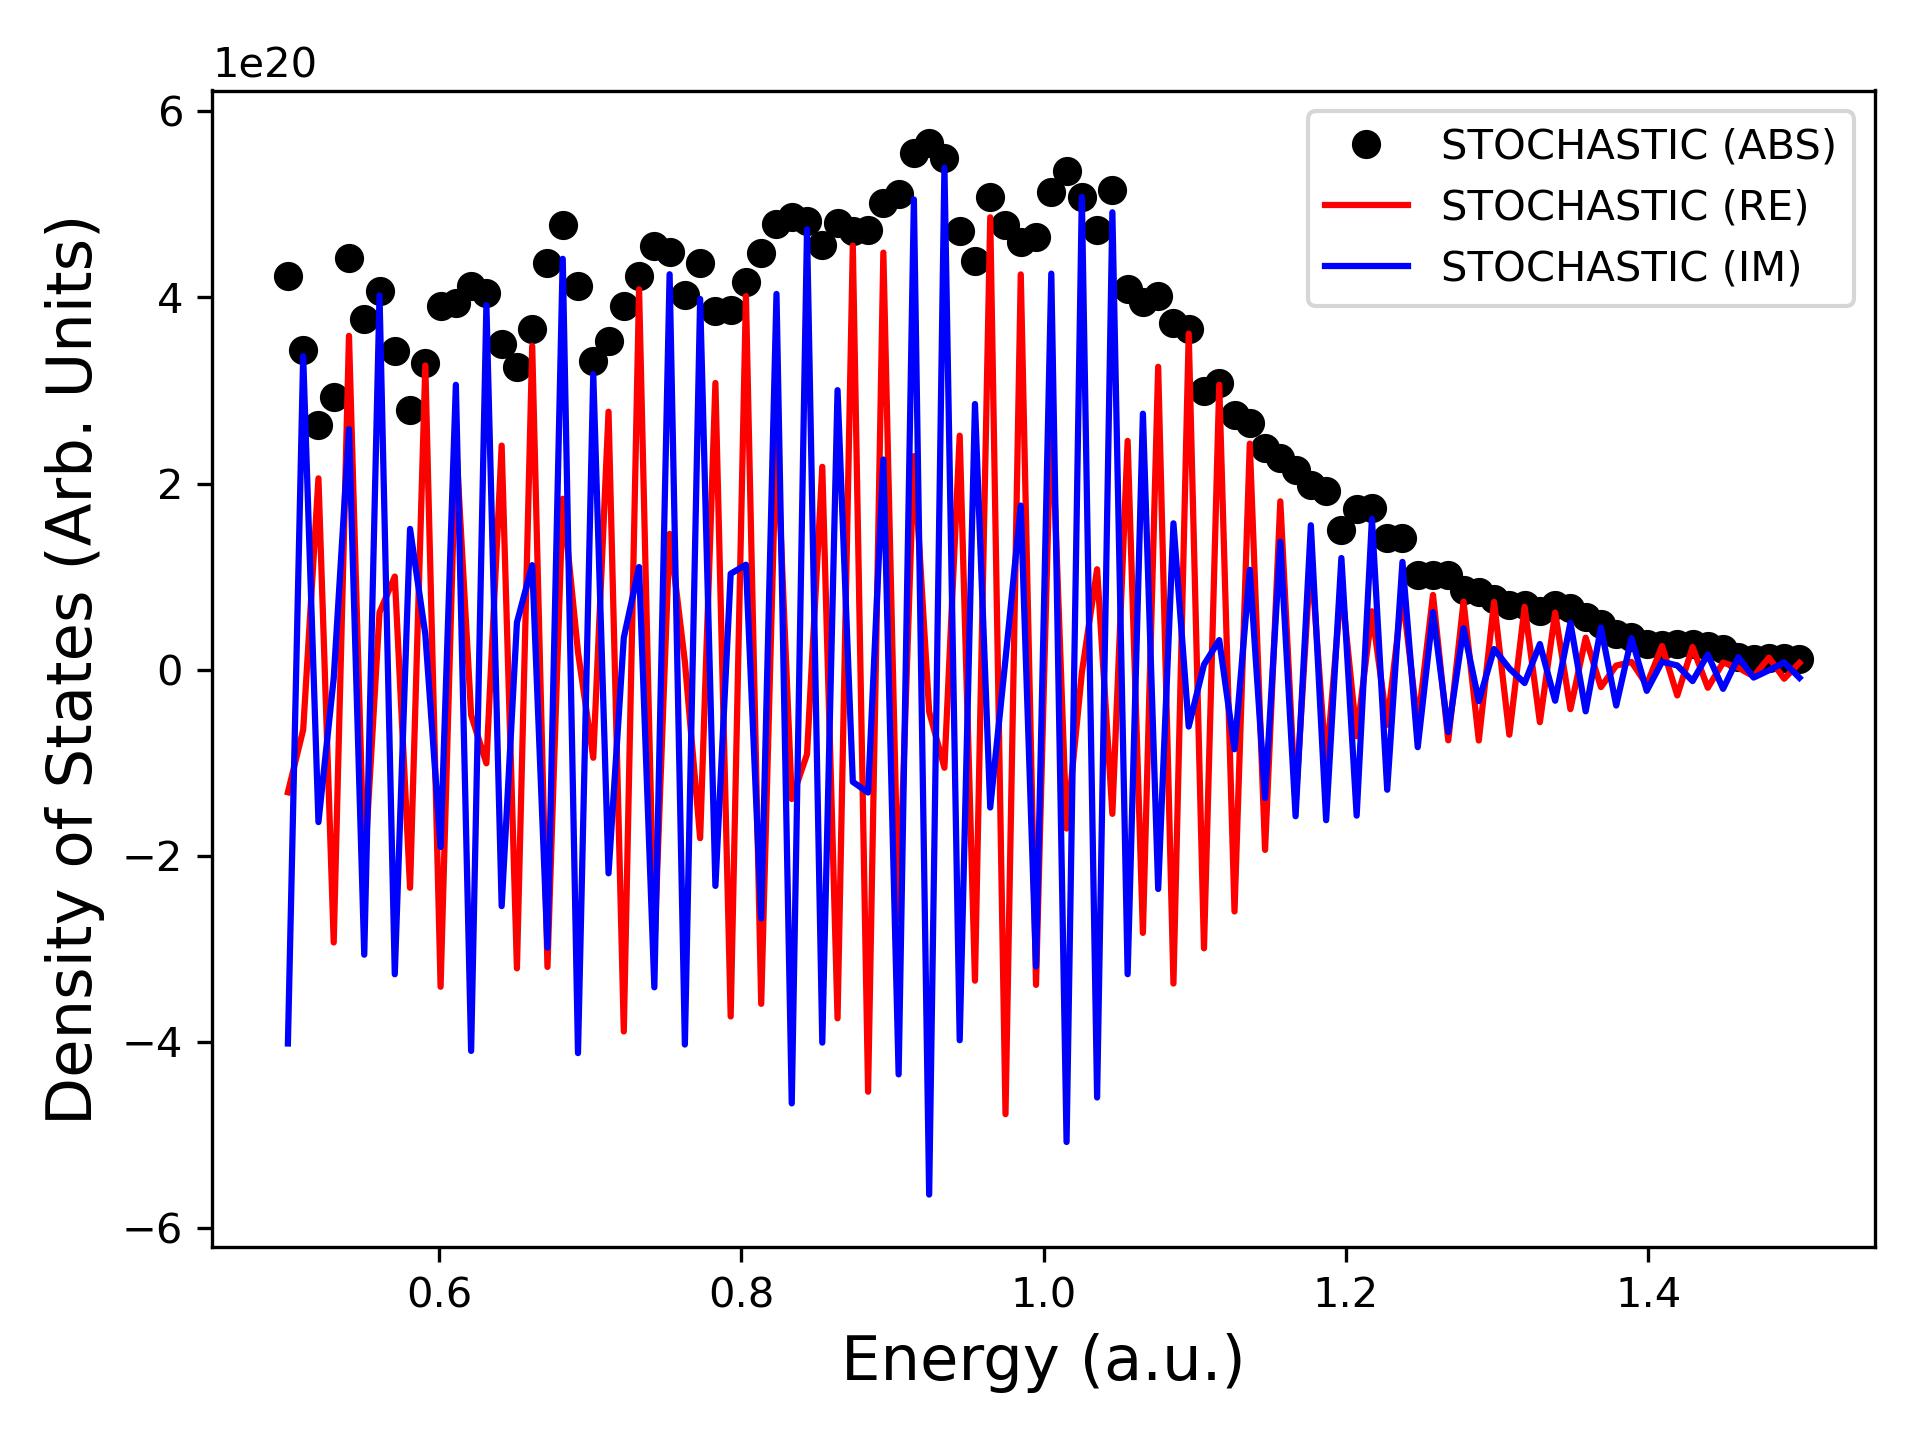 1e20
6
4
2
0
−2
−4
−6
Density of States (Arb. Units)
STOCHASTIC (ABS)
STOCHASTIC (RE)
STOCHASTIC (IM)
0.6 0.8 1.0 1.2 1.4
Energy (a.u.)